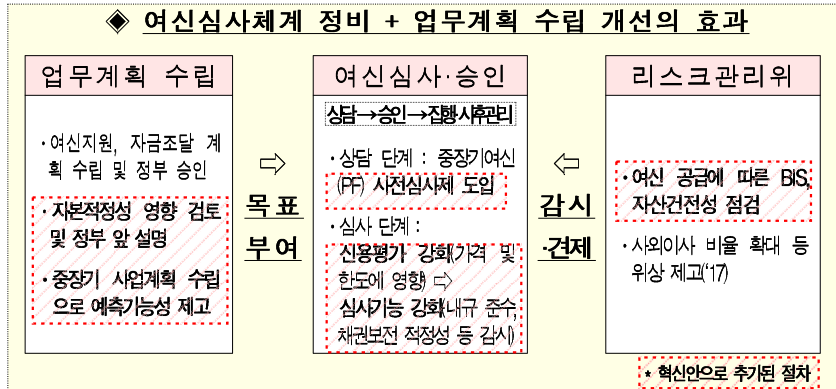 ◈ 여신심사체계 정비 + 업무계획 수립 개선의 효과
업무계획 수립
·여신지원, 자금조달 계
획 수립 및 정부 승인
·자본적정성 영향 검토
및 정부 앞 설명
·중장기 사업계획 수립
으로 예측가능성 제고
⇨
목표
부여
여신심사·승인
상담→승인→집행·사후관리
·상담 단계 : 중장기여신
(PF) 사전심사제 도입
·심사 단계 :
신용평가 강화(가격 및
한도에 영향) ⇨
심사기능 강화(내규 준수,
채권보전 적정성 등 감시)
⇦
감시
·견제
리스크관리위
·여신 공급에 따른 BIS,
자산건전성 점검
·사외이사 비율 확대 등
위상 제고('17)
* 혁신안으로 추가된 절차